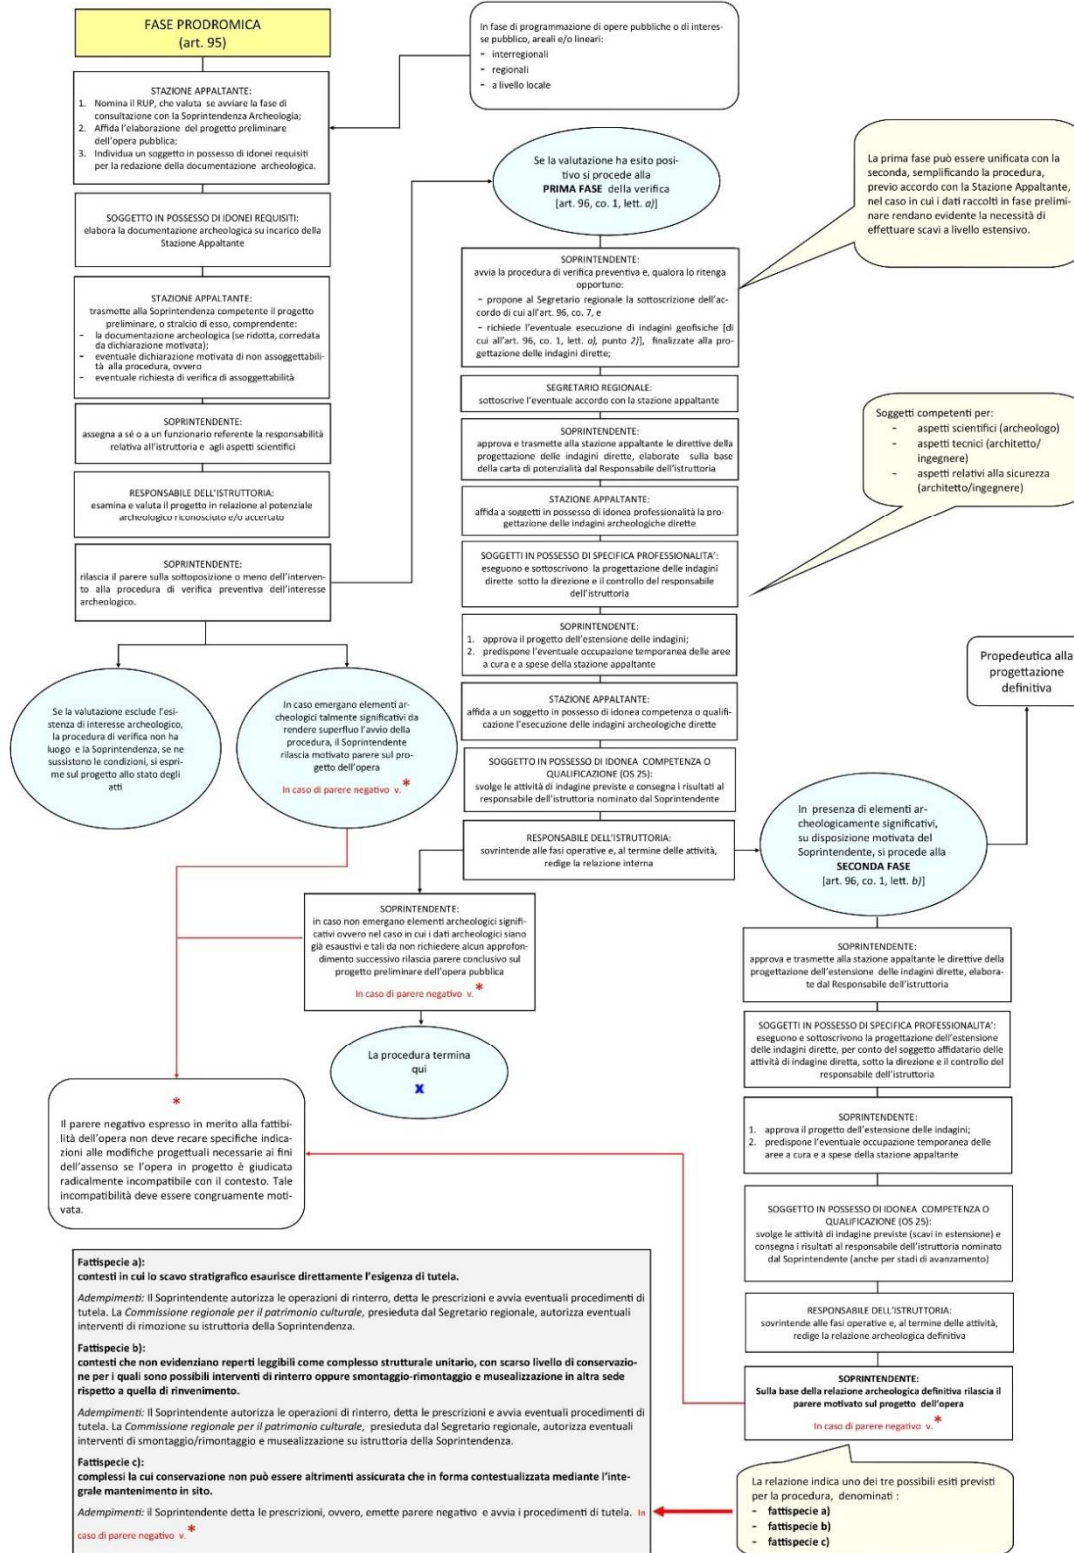 FASE PRODROMICA
(art. 95)
In fase di programmazione di opere pubbliche o di interes-
se pubblico, areali e/o lineari:
- interregionali
- regionali
- a livello locale
STAZIONE APPALTANTE:
1. Nomina il RUP, che valuta se avviare la fase di
consultazione con la Soprintendenza Archeologia;
2. Affida l'elaborazione del progetto preliminare
dell'opera pubblica;
3. Individua un soggetto in possesso di idonei requisiti
per la redazione della documentazione archeologica.
SOGGETTO IN POSSESSO DI IDONEI REQUISITI:
elabora la documentazione archeologica su incarico della
Stazione Appaltante
STAZIONE APPALTANTE:
trasmette alla Soprintendenza competente il progetto
preliminare, o stralcio di esso, comprendente:
- la documentazione archeologica (se ridotta, corredata
da dichiarazione motivata);
- eventuale dichiarazione motivata di non assoggettabili-
tà alla procedura, ovvero
- eventuale richiesta di verifica di assoggettabilità
SOPRINTENDENTE:
assegna a sé o a un funzionario referente la responsabilità
relativa all'istruttoria e agli aspetti scientifici
RESPONSABILE DELL'ISTRUTTORIA:
esamina e valuta il progetto in relazione al potenziale
archeologico riconosciuto e/o accertato
SOPRINTENDENTE:
rilascia il parere sulla sottoposizione o meno dell'interven-
to alla procedura di verifica preventiva dell'interesse
archeologico.
Se la valutazione esclude l'esi-
stenza di interesse archeologico,
la procedura di verifica non ha
luogo e la Soprintendenza, se ne
sussistono le condizioni, si espri-
me sul progetto allo stato degli
atti
In caso emergano elementi ar-
cheologici talmente significativi da
rendere superfluo l'avvio della
procedura, il Soprintendente
rilascia motivato parere sul pro-
getto dell'opera
In caso di parere negativo v. *
Se la valutazione ha esito posi-
tivo si procede alla
PRIMA FASE della verifica
[art. 96, co. 1, lett. a)]
La prima fase può essere unificata con la
seconda, semplificando la procedura,
previo accordo con la Stazione Appaltante,
nel caso in cui i dati raccolti in fase prelimi-
nare rendano evidente la necessità di
effettuare scavi a livello estensivo.
SOPRINTENDENTE:
avvia la procedura di verifica preventiva e, qualora lo ritenga
opportuno:
- propone al Segretario regionale la sottoscrizione dell'ac-
cordo di cui all'art. 96, co. 7, e
- richiede l'eventuale esecuzione di indagini geofisiche [di
cui all'art. 96, co. 1, lett. a), punto 2)], finalizzate alla pro-
gettazione delle indagini dirette;
SEGRETARIO REGIONALE:
sottoscrive l'eventuale accordo con la stazione appaltante
SOPRINTENDENTE:
approva e trasmette alla stazione appaltante le direttive della
progettazione delle indagini dirette, elaborate sulla base
della carta di potenzialità dal Responsabile dell'istruttoria
STAZIONE APPALTANTE:
affida a soggetti in possesso di idonea professionalità la pro-
gettazione delle indagini archeologiche dirette
Soggetti competenti per:
- aspetti scientifici (archeologo)
- aspetti tecnici (architetto/
ingegnere)
- aspetti relativi alla sicurezza
(architetto/ingegnere)
SOGGETTI IN POSSESSO DI SPECIFICA PROFESSIONALITA':
eseguono e sottoscrivono la progettazione delle indagini
dirette sotto la direzione e il controllo del responsabile
dell'istruttoria
SOPRINTENDENTE:
1. approva il progetto dell'estensione delle indagini;
2. predispone l'eventuale occupazione temporanea delle aree
a cura e a spese della stazione appaltante
STAZIONE APPALTANTE:
affida a un soggetto in possesso di idonea competenza o qualifi-
cazione l'esecuzione delle indagini archeologiche dirette
SOGGETTO IN POSSESSO DI IDONEA COMPETENZA O
QUALIFICAZIONE (OS 25):
svolge le attività di indagine previste e consegna i risultati al
responsabile dell'istruttoria nominato dal Soprintendente
RESPONSABILE DELL'ISTRUTTORIA:
sovrintende alle fasi operative e, al termine delle attività,
redige la relazione interna
SOPRINTENDENTE:
in caso non emergano elementi archeologici signifi-
cativi ovvero nel caso in cui i dati archeologici siano
già esaustivi e tali da non richiedere alcun approfon-
dimento successivo rilascia parere conclusivo sul
progetto preliminare dell'opera pubblica
In caso di parere negativo v. *
La procedura termina
qui
x
Propedeutica alla
progettazione
definitiva
In presenza di elementi ar-
cheologicamente significativi,
su disposizione motivata del
Soprintendente, si procede alla
SECONDA FASE
[art. 96, co. 1, lett. b)]
SOPRINTENDENTE:
approva e trasmette alla stazione appaltante le direttive della
progettazione dell'estensione delle indagini dirette, elabora-
te dal Responsabile dell'istruttoria
SOGGETTI IN POSSESSO DI SPECIFICA PROFESSIONALITA':
eseguono e sottoscrivono la progettazione dell'estensione
delle indagini dirette, per conto del soggetto affidatario delle
attività di indagine diretta, sotto la direzione e il controllo del
responsabile dell'istruttoria
SOPRINTENDENTE:
1. approva il progetto dell'estensione delle indagini;
2. predispone l'eventuale occupazione temporanea delle
aree a cura e a spese della stazione appaltante
SOGGETTO IN POSSESSO DI IDONEA COMPETENZA O
QUALIFICAZIONE (OS 25):
svolge le attività di indagine previste (scavi in estensione) e
consegna i risultati al responsabile dell'istruttoria nominato
dal Soprintendente (anche per stadi di avanzamento)
RESPONSABILE DELL'ISTRUTTORIA:
sovrintende alle fasi operative e, al termine delle attività,
redige la relazione archeologica definitiva
SOPRINTENDENTE:
Sulla base della relazione archeologica definitiva rilascia il
parere motivato sul progetto dell'opera
In caso di parere negativo v. *
La relazione indica uno dei tre possibili esiti previsti
per la procedura, denominati :
- fattispecie a)
- fattispecie b)
- fattispecie c)
*
Il parere negativo espresso in merito alla fattibi-
lità dell'opera non deve recare specifiche indica-
zioni alle modifiche progettuali necessarie ai fini
dell'assenso se l'opera in progetto è giudicata
radicalmente incompatibile con il contesto. Tale
incompatibilità deve essere congruamente moti-
vata.
Fattispecie a):
contesti in cui lo scavo stratigrafico esaurisce direttamente l'esigenza di tutela.
Adempimenti: Il Soprintendente autorizza le operazioni di rinterro, detta le prescrizioni e avvia eventuali procedimenti di
tutela. La Commissione regionale per il patrimonio culturale, presieduta dal Segretario regionale, autorizza eventuali
interventi di rimozione su istruttoria della Soprintendenza.
Fattispecie b):
contesti che non evidenziano reperti leggibili come complesso strutturale unitario, con scarso livello di conservazio-
ne per i quali sono possibili interventi di rinterro oppure smontaggio-rimontaggio e musealizzazione in altra sede
rispetto a quella di rinvenimento.
Adempimenti: Il Soprintendente autorizza le operazioni di rinterro, detta le prescrizioni e avvia eventuali procedimenti di
tutela. La Commissione regionale per il patrimonio culturale, presieduta dal Segretario regionale, autorizza eventuali
interventi di smontaggio/rimontaggio e musealizzazione su istruttoria della Soprintendenza.
Fattispecie c):
complessi la cui conservazione non può essere altrimenti assicurata che in forma contestualizzata mediante l'inte-
grale mantenimento in sito.
Adempimenti: il Soprintendente detta le prescrizioni, ovvero, emette parere negativo e avvia i procedimenti di tutela. In
caso di parere negativo v. *